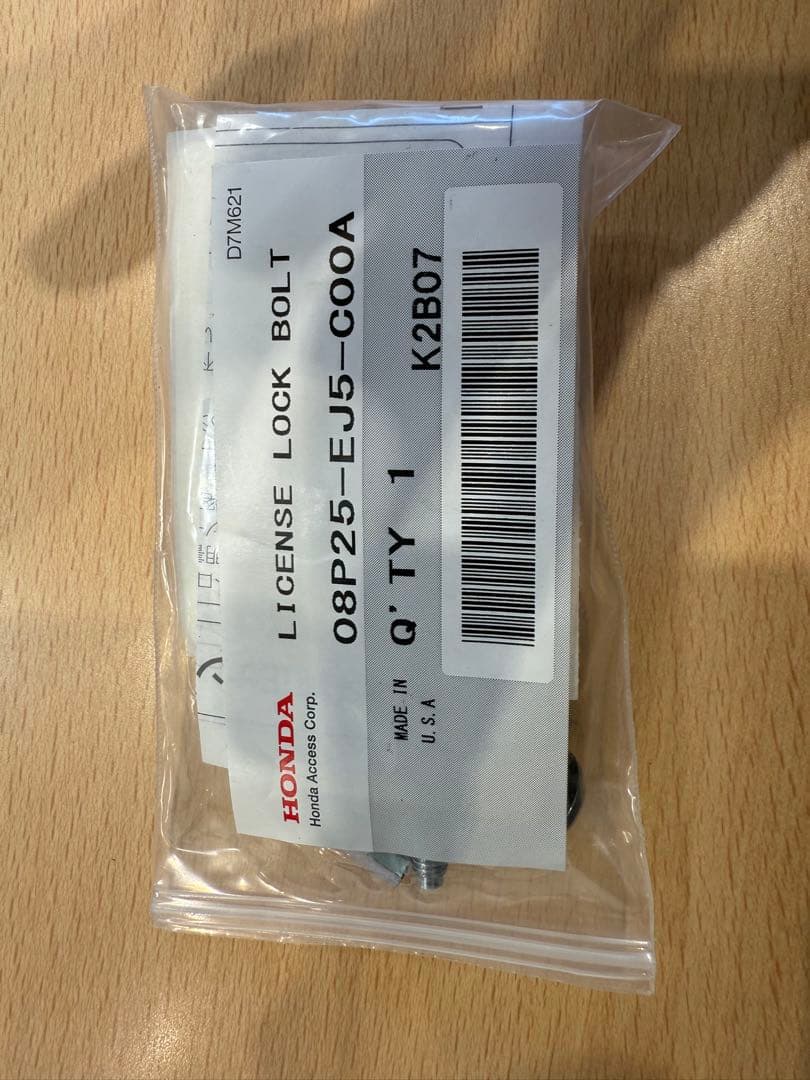 D7M621
LICENSE LOCK BOLT
HONDA
Honda Access Corp.
08P25-EJ5-C00A
Q'TY 1
K2B07
MADE IN
U.S.A